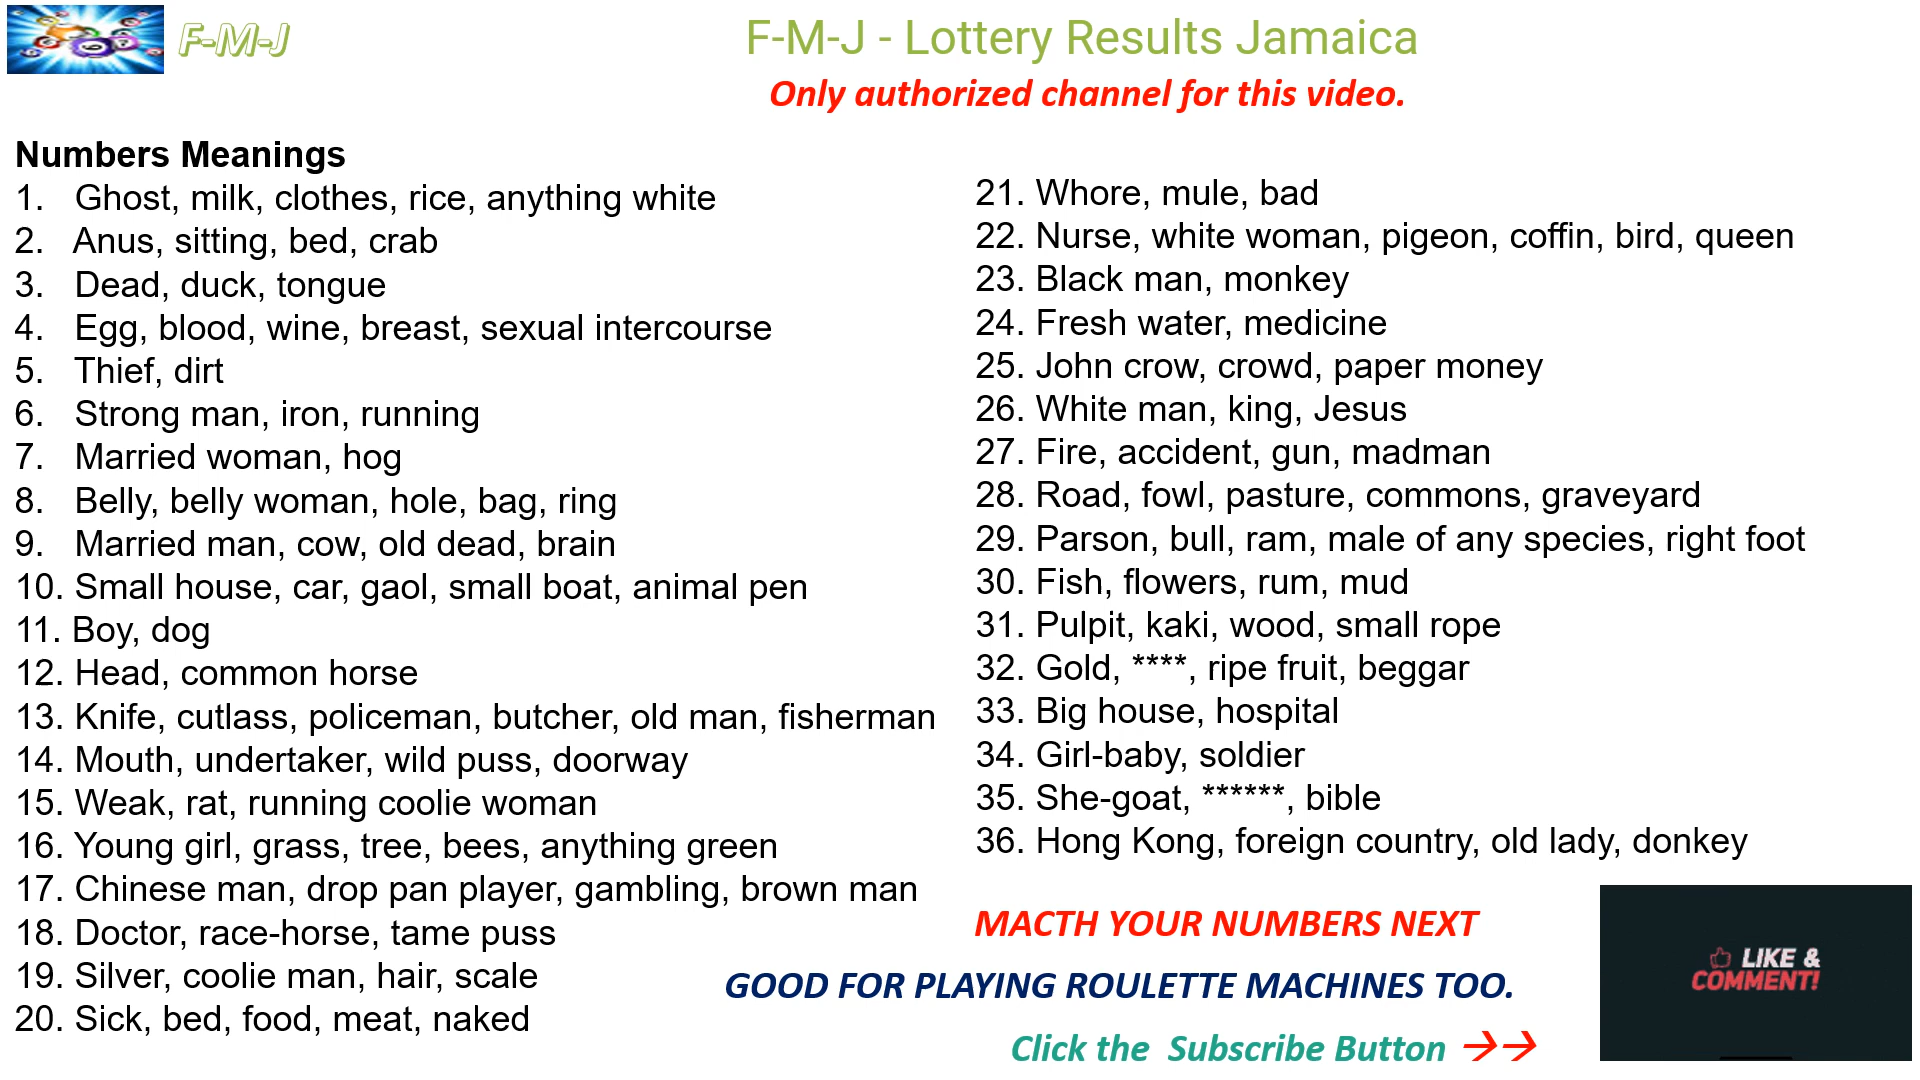 F-M-J
F-M-J - Lottery Results Jamaica
Only authorized channel for this video.
Numbers Meanings
1. Ghost, milk, clothes, rice, anything white
2. Anus, sitting, bed, crab
3. Dead, duck, tongue
4. Egg, blood, wine, breast, sexual intercourse
5. Thief, dirt
6. Strong man, iron, running
7. Married woman, hog
8. Belly, belly woman, hole, bag, ring
9. Married man, cow, old dead, brain
10. Small house, car, gaol, small boat, animal pen
11. Boy, dog
12. Head, common horse
13. Knife, cutlass, policeman, butcher, old man, fisherman
14. Mouth, undertaker, wild puss, doorway
15. Weak, rat, running coolie woman
16. Young girl, grass, tree, bees, anything green
17. Chinese man, drop pan player, gambling, brown man
18. Doctor, race-horse, tame puss
19. Silver, coolie man, hair, scale
20. Sick, bed, food, meat, naked
21. Whore, mule, bad
22. Nurse, white woman, pigeon, coffin, bird, queen
23. Black man, monkey
24. Fresh water, medicine
25. John crow, crowd, paper money
26. White man, king, Jesus
27. Fire, accident, gun, madman
28. Road, fowl, pasture, commons, graveyard
29. Parson, bull, ram, male of any species, right foot
30. Fish, flowers, rum, mud
31. Pulpit, kaki, wood, small rope
32. Gold, ****, ripe fruit, beggar
33. Big house, hospital
34. Girl-baby, soldier
35. She-goat, ******, bible
36. Hong Kong, foreign country, old lady, donkey
MACTH YOUR NUMBERS NEXT
GOOD FOR PLAYING ROULETTE MACHINES TOO.
Click the Subscribe Button →→
LIKE &
COMMENT!